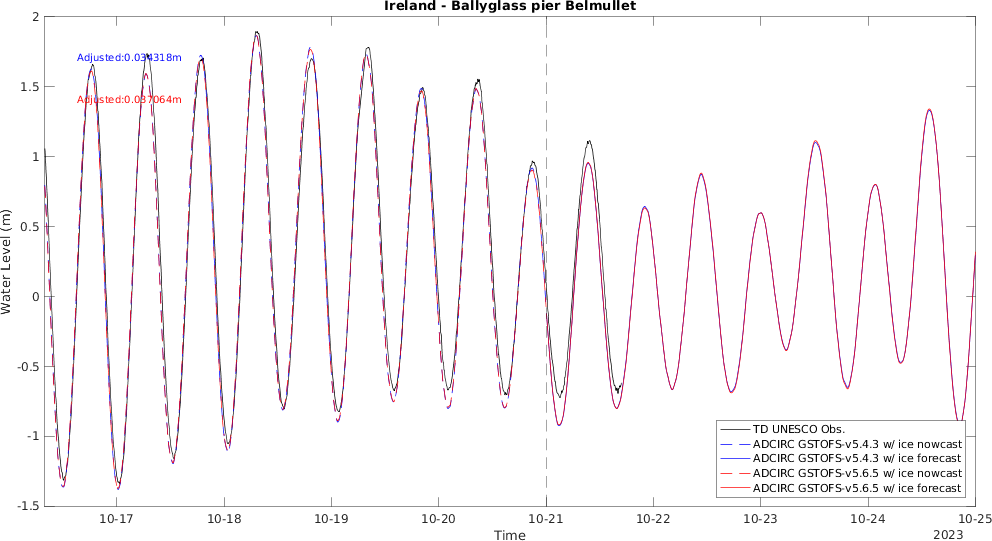 Ireland - Ballyglass pier Belmullet
2
1.5
1
0.5
0
-0.5
-1
-1.5
Water Level (m)
Adjusted:0.034318m
Adjusted:0.037064m
TD UNESCO Obs.
ADCIRC GSTOFS-v5.4.3 w/ ice nowcast
ADCIRC GSTOFS-v5.4.3 w/ ice forecast
ADCIRC GSTOFS-v5.6.5 w/ ice nowcast
ADCIRC GSTOFS-v5.6.5 w/ ice forecast
10-17 10-18 10-19 10-20 10-21 10-22 10-23 10-24 10-25
Time
2023